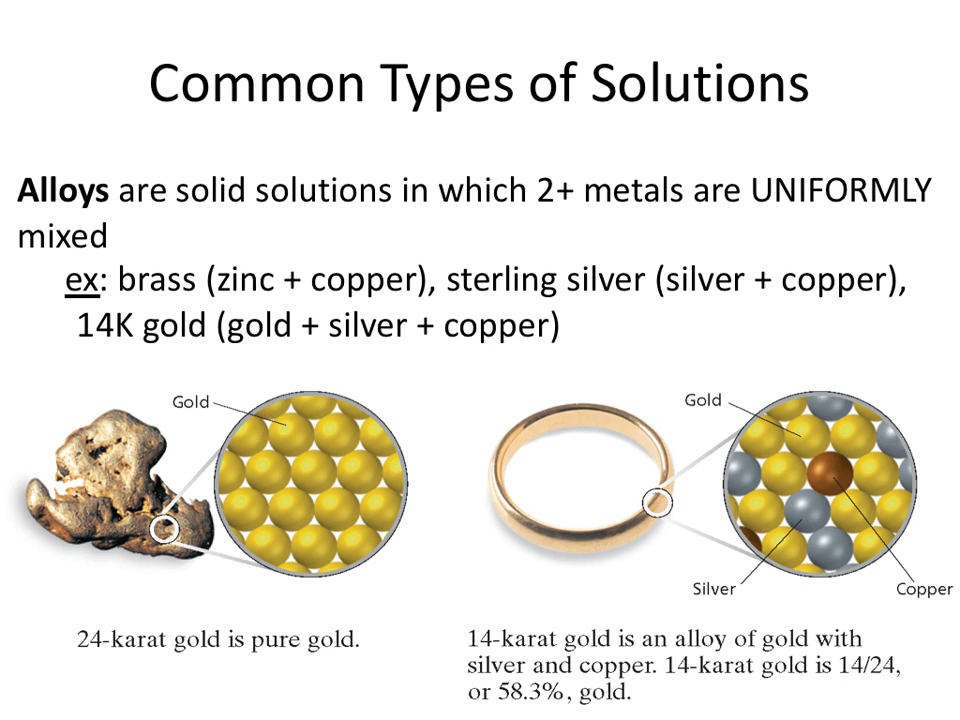 Common Types of Solutions
Alloys are solid solutions in which 2+ metals are UNIFORMLY
mixed
ex: brass (zinc + copper), sterling silver (silver + copper),
14K gold (gold + silver + copper)
Gold
Gold
Silver
Copper
24-karat gold is pure gold.
14-karat gold is an alloy of gold with
silver and copper. 14-karat gold is 14/24,
or 58.3%, gold.